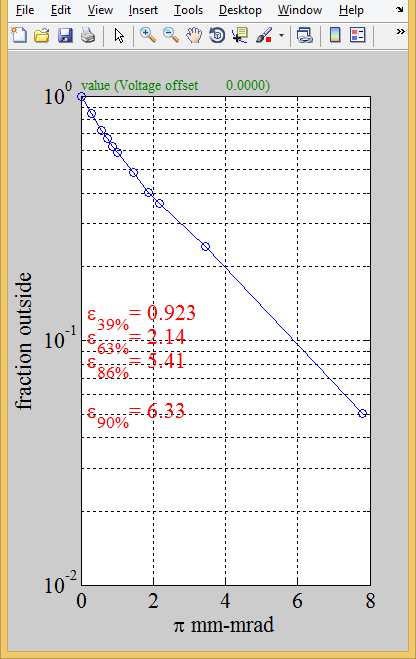 File Edit View Insert Tools Desktop Window Help
value (Voltage offset 0.0000)
10^0
fraction outside
ε39% = 0.923
10^-1
ε63% = 2.14
ε86% = 5.41
ε90% = 6.33
10^-2
0 2 4 6 8
π mm-mrad